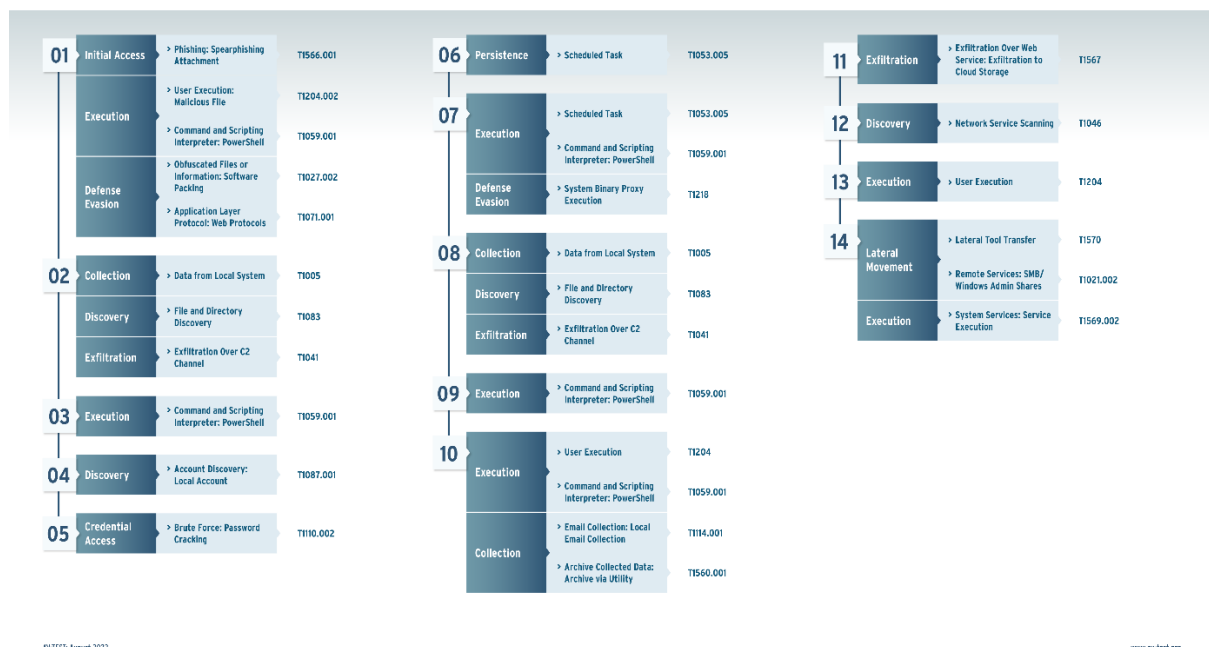 01
Initial Access
> Phishing: Spearphishing
Attachment
T1566.001
Execution
> User Execution:
Malicious File
T1204.002
> Command and Scripting
Interpreter: PowerShell
T1059.001
Defense
Evasion
> Obfuscated Files or
Information: Software
Packing
T1027.002
> Application Layer
Protocol: Web Protocols
T1071.001
02
Collection
> Data from Local System
T1005
Discovery
> File and Directory
Discovery
T1083
Exfiltration
> Exfiltration Over C2
Channel
T1041
03
Execution
> Command and Scripting
Interpreter: PowerShell
T1059.001
04
Discovery
> Account Discovery:
Local Account
T1087.001
05
Credential
Access
> Brute Force: Password
Cracking
T1110.002
06
Persistence
> Scheduled Task
T1053.005
07
Execution
> Scheduled Task
T1053.005
> Command and Scripting
Interpreter: PowerShell
T1059.001
Defense
Evasion
> System Binary Proxy
Execution
T1218
08
Collection
> Data from Local System
T1005
Discovery
> File and Directory
Discovery
T1083
Exfiltration
> Exfiltration Over C2
Channel
T1041
09
Execution
> Command and Scripting
Interpreter: PowerShell
T1059.001
10
Execution
> User Execution
T1204
> Command and Scripting
Interpreter: PowerShell
T1059.001
Collection
> Email Collection: Local
Email Collection
T1114.001
> Archive Collected Data:
Archive via Utility
T1560.001
11
Exfiltration
> Exfiltration Over Web
Service: Exfiltration to
Cloud Storage
T1567
12
Discovery
> Network Service Scanning
T1046
13
Execution
> User Execution
T1204
14
Lateral
Movement
> Lateral Tool Transfer
T1570
> Remote Services: SMB/
Windows Admin Shares
T1021.002
Execution
> System Services: Service
Execution
T1569.002